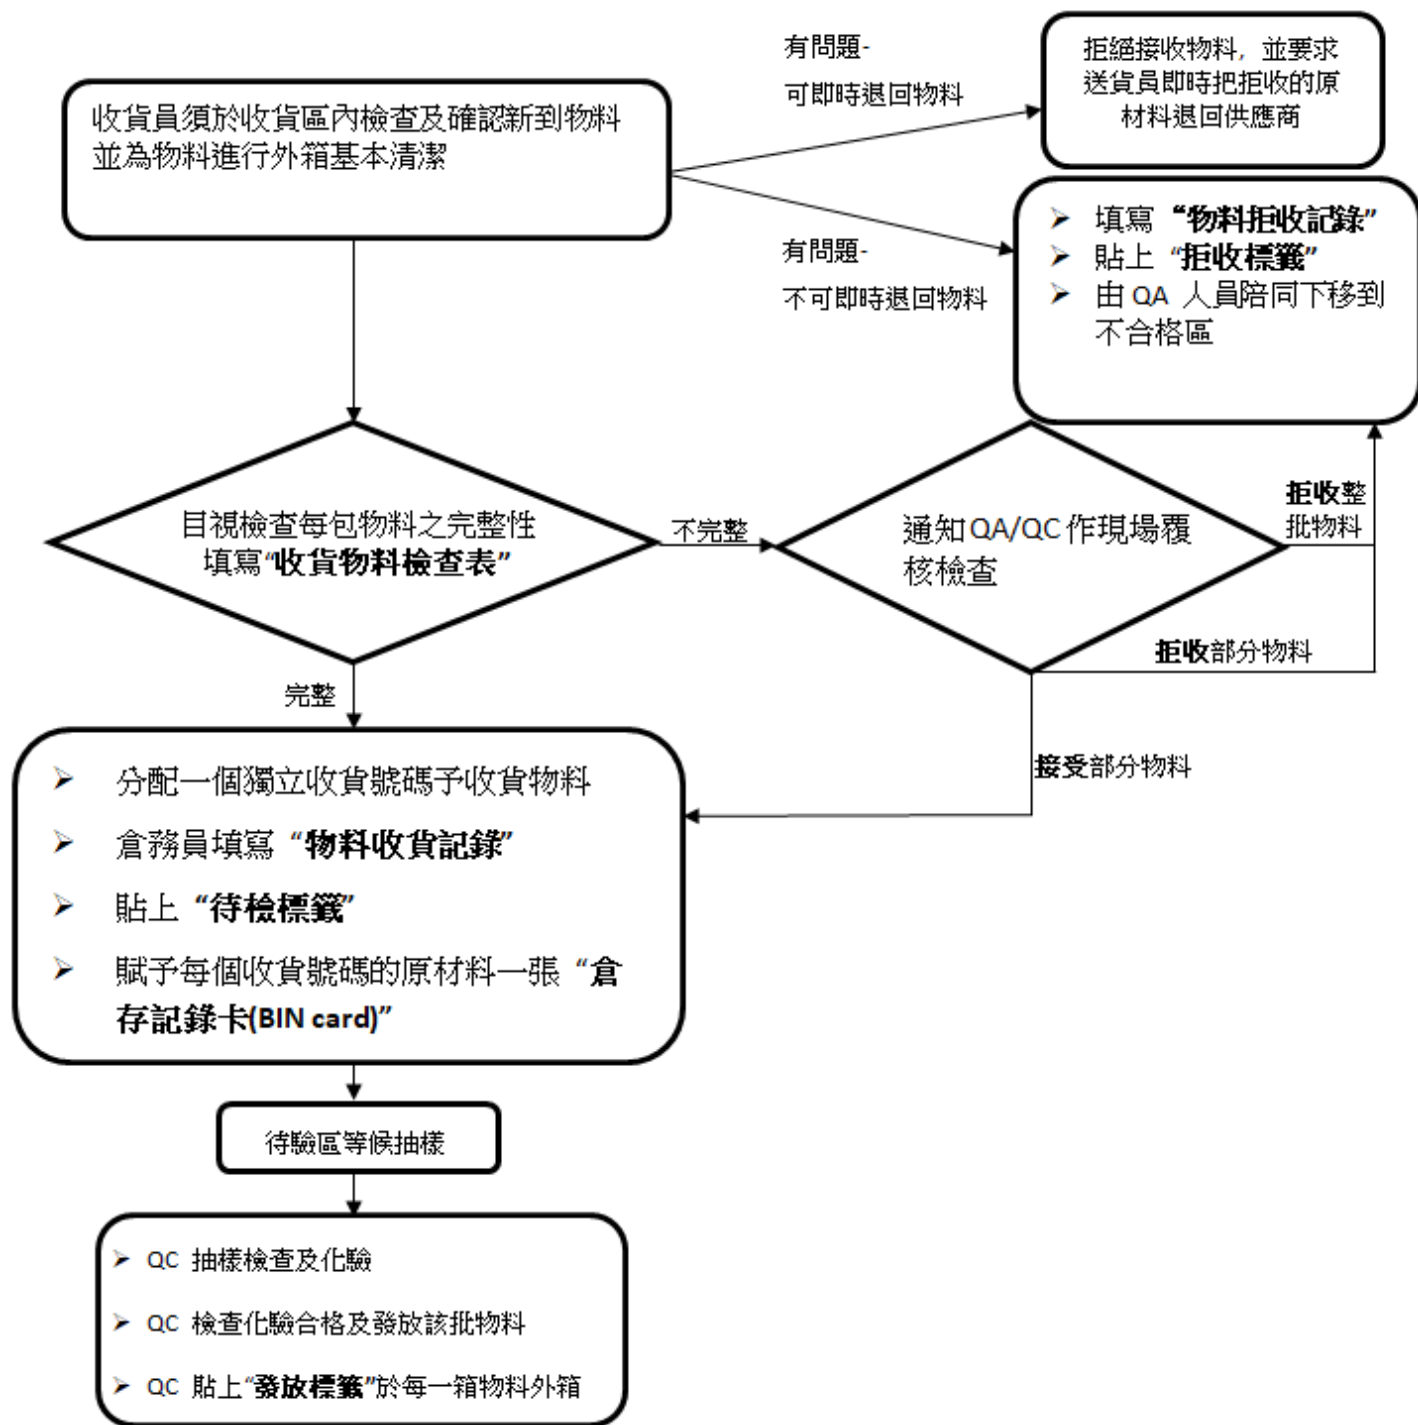 有問題-
可即時退回物料
拒絕接收物料，並要求
送貨員即時把拒收的原
材料退回供應商
收貨員須於收貨區內檢查及確認新到物料
並為物料進行外箱基本清潔
有問題-
不可即時退回物料
➢ 填寫“物料拒收記錄”
➢ 貼上“拒收標籤”
➢ 由 QA 人員陪同下移到
不合格區
目視檢查每包物料之完整性
填寫“收貨物料檢查表”
不完整
通知 QA/QC 作現場覆
核檢查
拒收整
批物料
拒收部分物料
完整
接受部分物料
➢ 分配一個獨立收貨號碼予收貨物料
➢ 倉務員填寫“物料收貨記錄”
➢ 貼上“待檢標籤”
➢ 賦予每個收貨號碼的原材料一張“倉
存記錄卡(BIN card)”
待驗區等候抽樣
➢ QC 抽樣檢查及化驗
➢ QC 檢查化驗合格及發放該批物料
➢ QC 貼上“發放標籤”於每一箱物料外箱